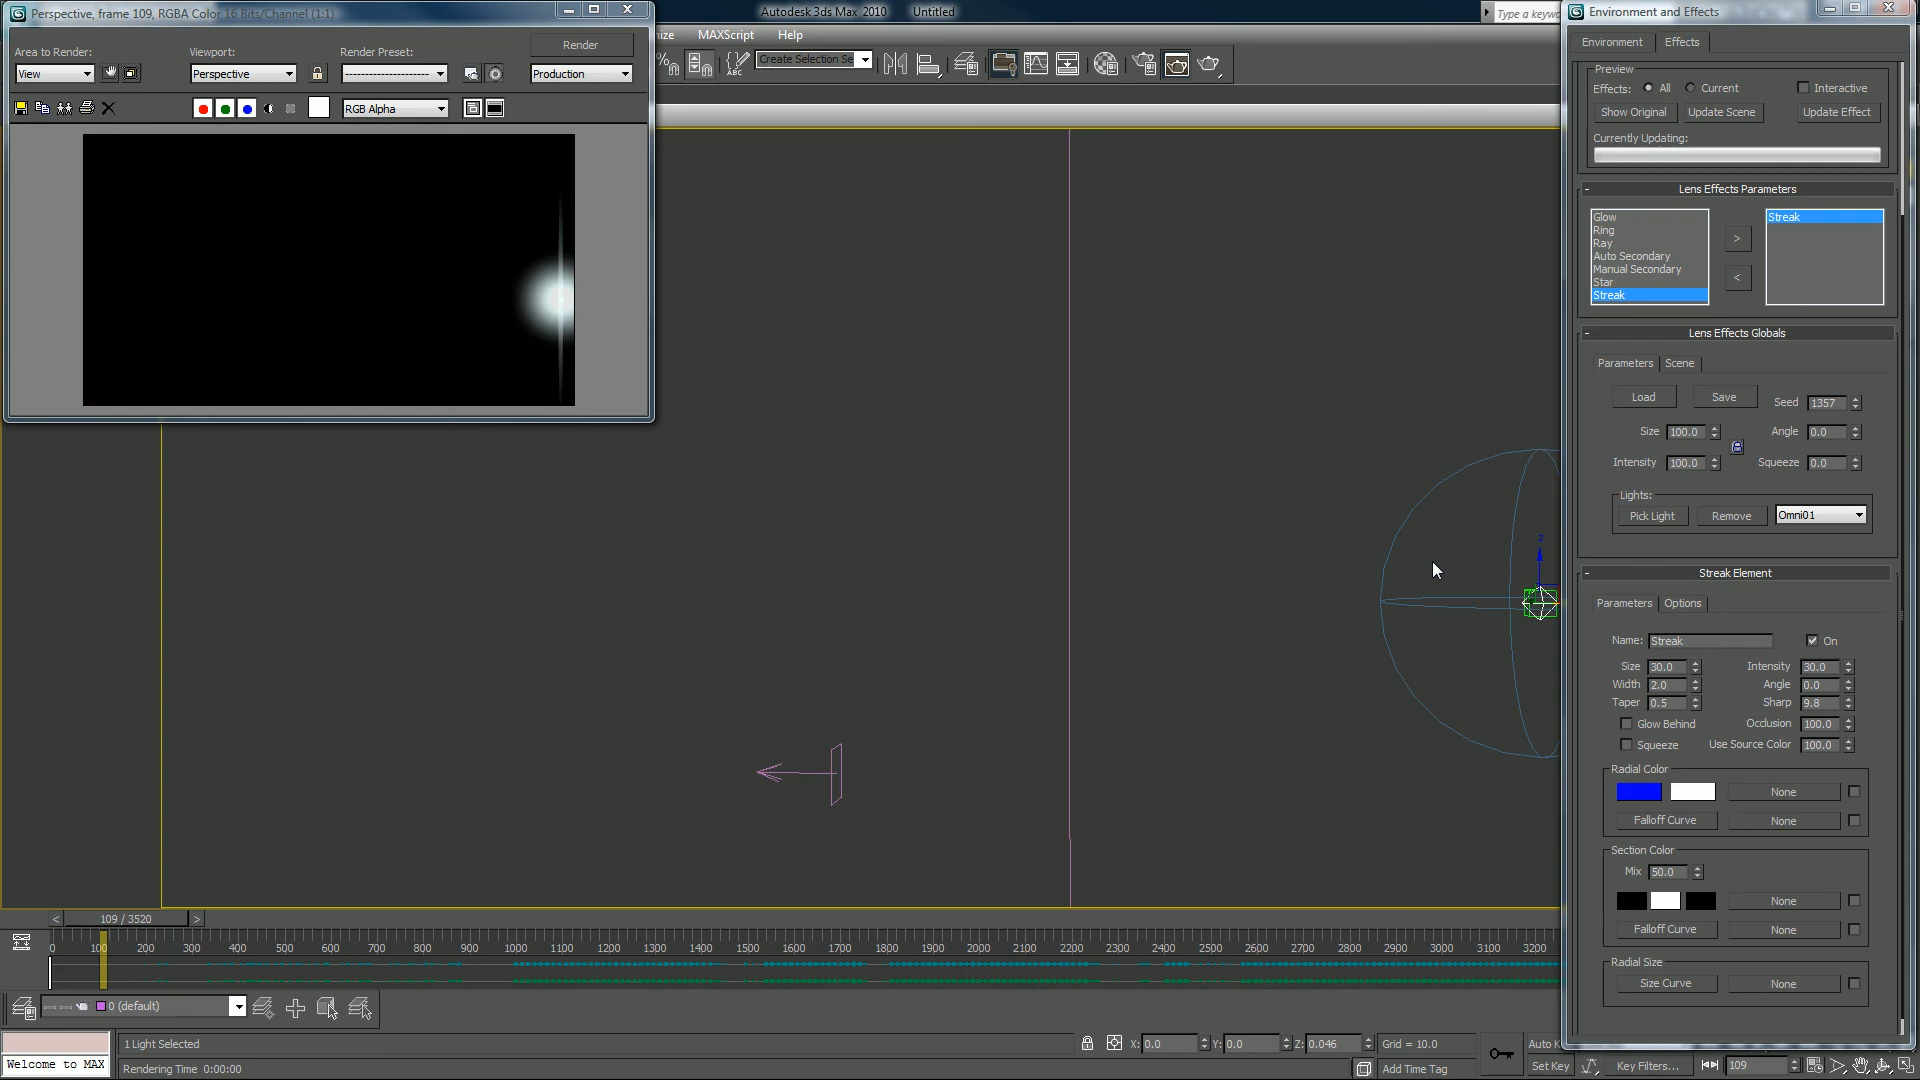 Perspective, frame 109, RGBA Color 16 Bits/Channel (1:1)
Autodesk 3ds Max 2010 Untitled
Type a keywo
Environment and Effects
Area to Render:
Viewport:
Render Preset:
Render
View
Perspective
Production
RGB Alpha
ize MAXScript Help
Create Selection Se
Environment Effects
Preview
Effects: All Current Interactive
Show Original Update Scene Update Effect
Currently Updating:
- Lens Effects Parameters
Glow
Ring
Ray
Auto Secondary
Manual Secondary
Star
Streak
>
<
Streak
- Lens Effects Globals
Parameters Scene
Load Save Seed 1357
Size 100.0 Angle 0.0
Intensity 100.0 Squeeze 0.0
Lights:
Pick Light Remove Omni01
- Streak Element
Parameters Options
Name: Streak On
Size 30.0 Intensity 30.0
Width 2.0 Angle 0.0
Taper 0.5 Sharp 9.8
Glow Behind Occlusion 100.0
Squeeze Use Source Color 100.0
Radial Color
None
Falloff Curve None
Section Color
Mix 50.0
None
Falloff Curve None
Radial Size
Size Curve None
z
< 109 / 3520 >
0 100 200 300 400 500 600 700 800 900 1000 1100 1200 1300 1400 1500 1600 1700 1800 1900 2000 2100 2200 2300 2400 2500 2600 2700 2800 2900 3000 3100 3200
0 (default)
Welcome to MAX
1 Light Selected
X: 0.0 Y: 0.0 Z: 0.046 Grid = 10.0
Auto K
Rendering Time 0:00:00
Add Time Tag
Set Key Key Filters... 109